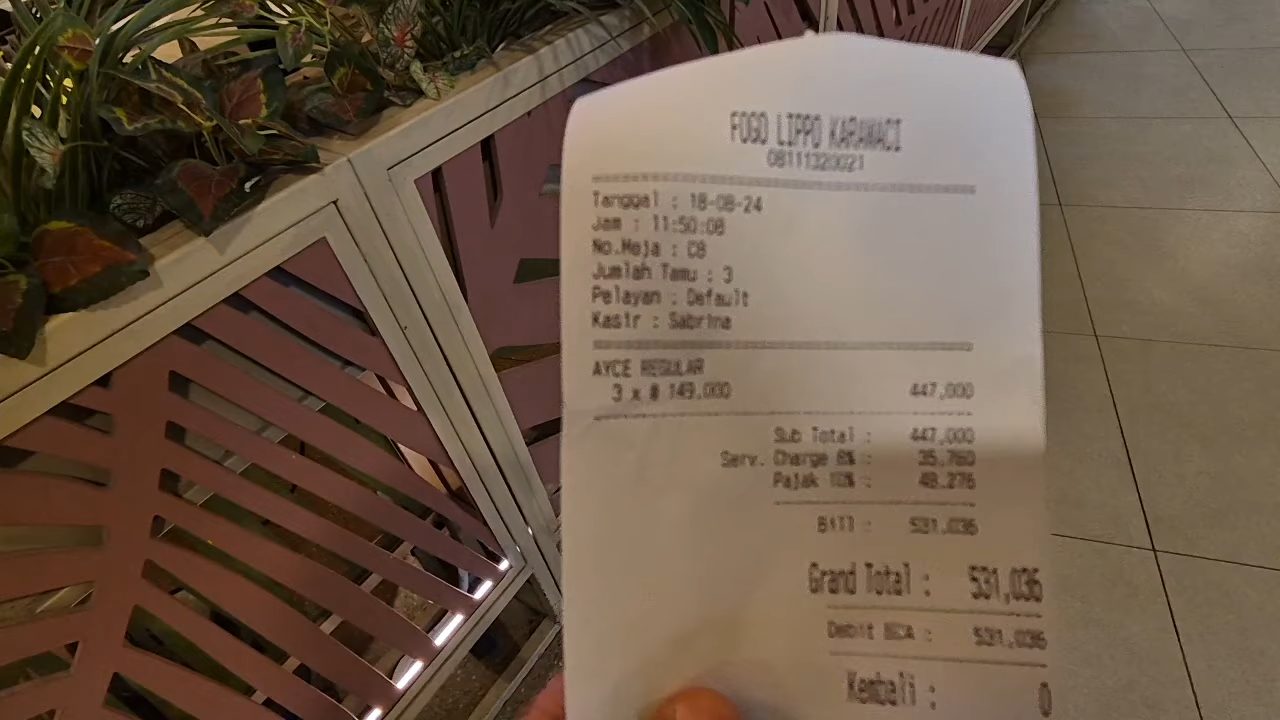 FOGO LIPPO KARAWACI
08111320021
Tanggal : 18-08-24
Jam : 11:50:08
No.Meja : C8
Jumlah Tamu : 3
Pelayan : Default
Kasir : Sabrina
AYCE REGULAR
3 x @ 149,000 447,000
Sub Total : 447,000
Serv. Charge 8% : 35,760
Pajak 10% : 48,276
Bill : 531,036
Grand Total : 531,036
Debit BCA : 531,036
Kembali : 0